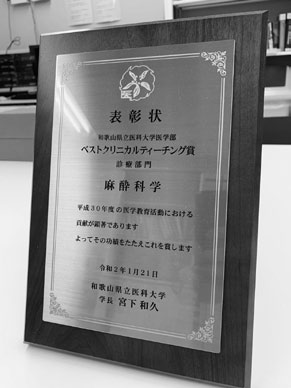 医
表彰状
和歌山県立医科大学医学部
ベストクリニカルティーチング賞
診療部門
麻酔科学
平成30年度の医学教育活動における
貢献が顕著であります
よってその功績をたたえこれを賞します
令和2年1月21日
和歌山県立医科大学
学長 宮下和久